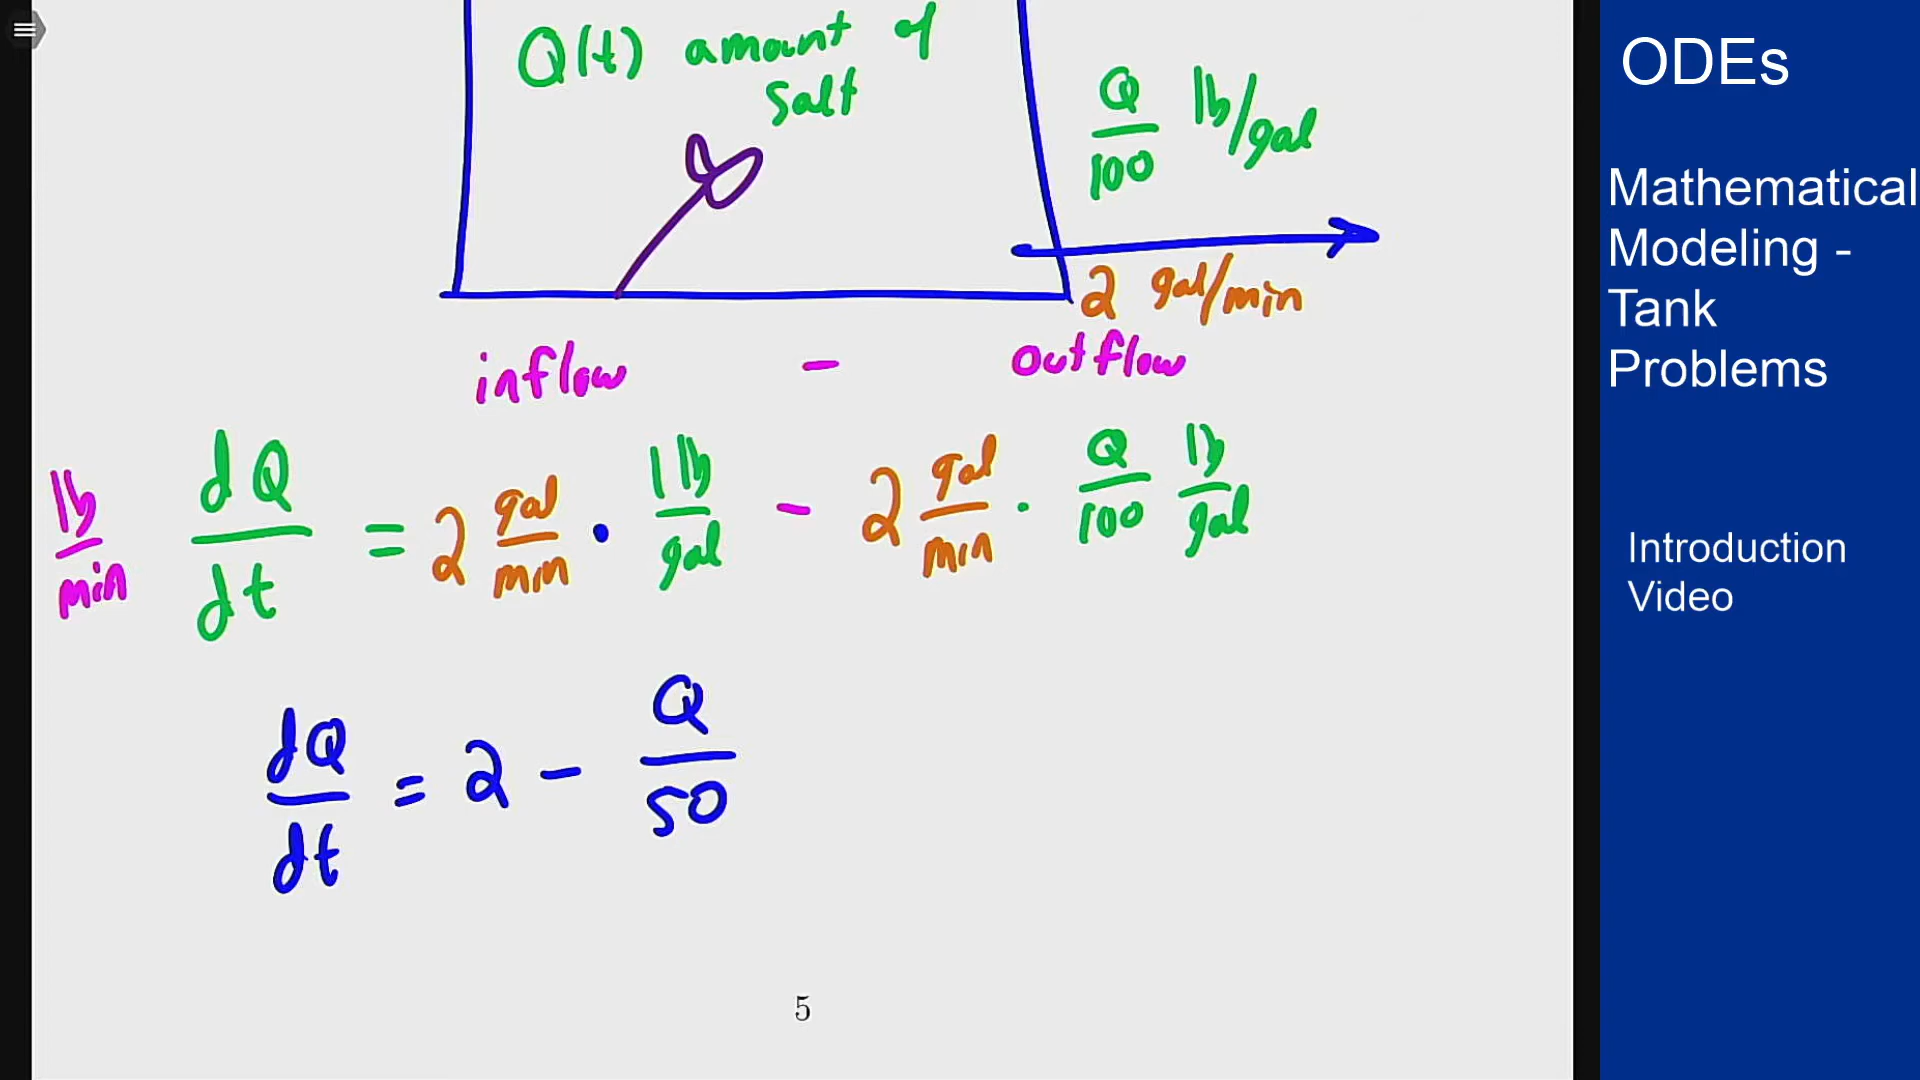 Q(t) amount of
salt
Q/100 lb/gal
2 gal/min
inflow - outflow
lb/min dQ/dt = 2 gal/min · 1 lb/gal - 2 gal/min · Q/100 lb/gal
dQ/dt = 2 - Q/50
5
ODEs
Mathematical
Modeling -
Tank
Problems
Introduction
Video